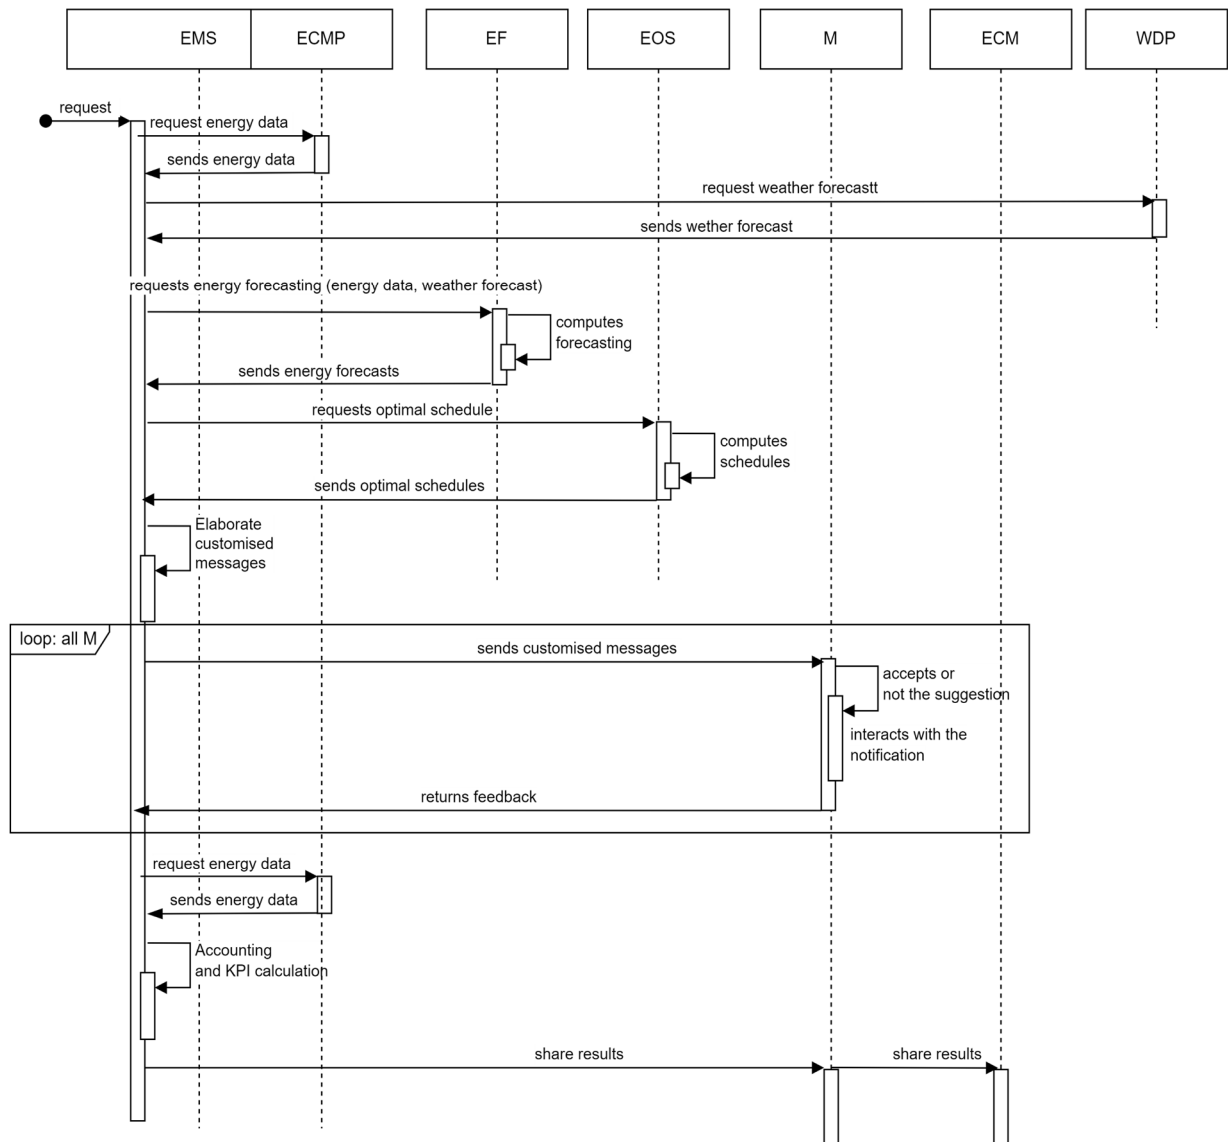 EMS
ECMP
EF
EOS
M
ECM
WDP
request
request energy data
sends energy data
request weather forecastt
sends wether forecast
requests energy forecasting (energy data, weather forecast)
computes
forecasting
sends energy forecasts
requests optimal schedule
computes
schedules
sends optimal schedules
Elaborate
customised
messages
loop: all M
sends customised messages
accepts or
not the suggestion
interacts with the
notification
returns feedback
request energy data
sends energy data
Accounting
and KPI calculation
share results
share results